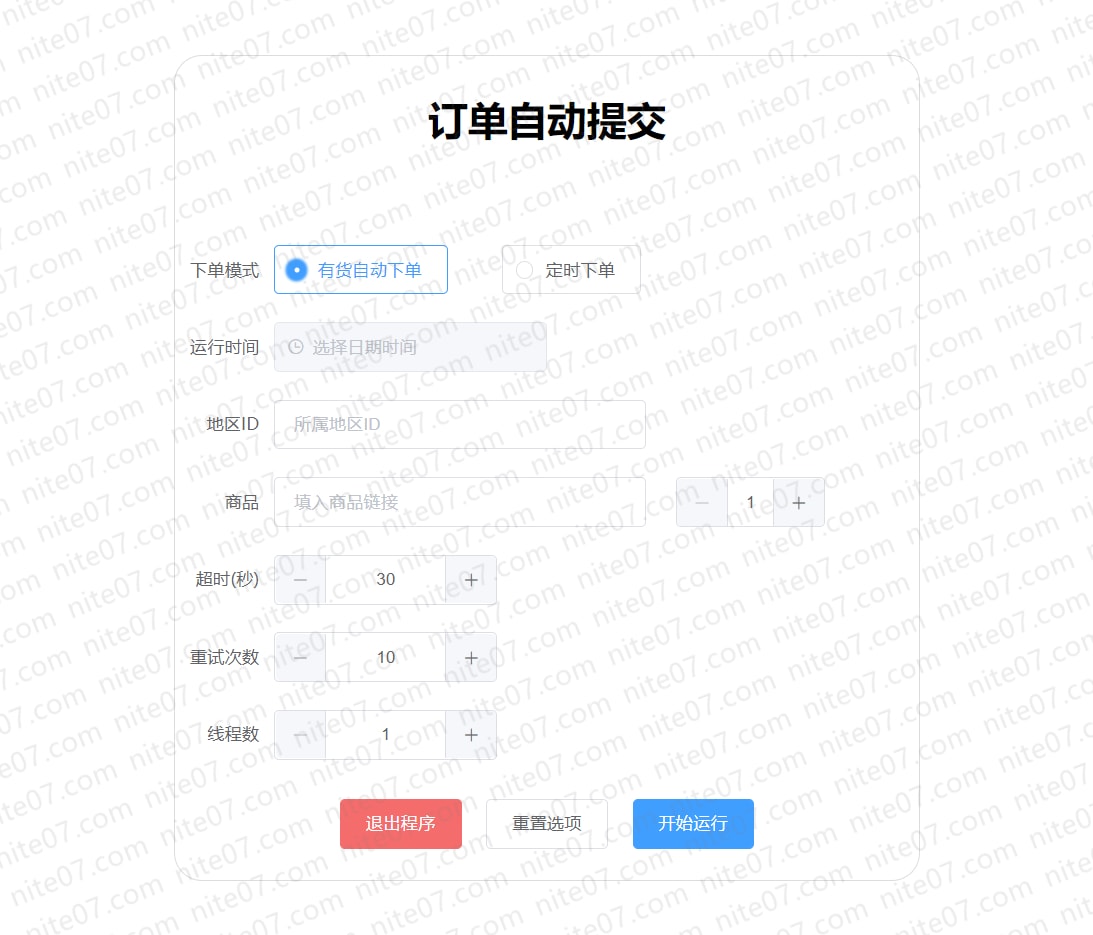 订单自动提交
下单模式 有货自动下单 定时下单
运行时间 选择日期时间
地区ID 所属地区ID
商品 填入商品链接 1
超时(秒) 30
重试次数 10
线程数 1
退出程序 重置选项 开始运行
nite07.com